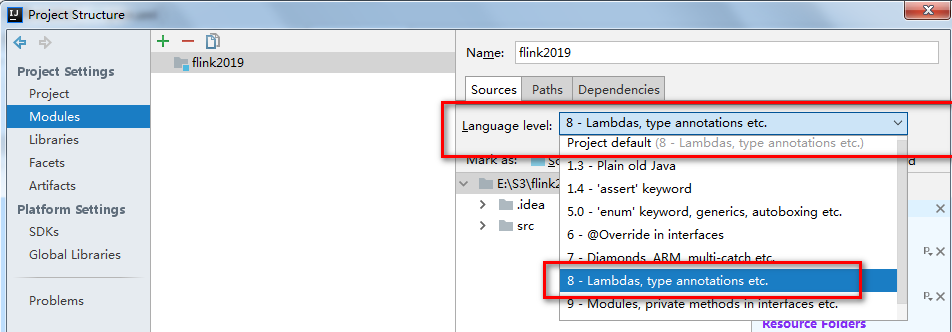 Project Structure
Project Settings
Project
Modules
Libraries
Facets
Artifacts
Platform Settings
SDKs
Global Libraries
Problems
flink2019
Name: flink2019
Sources Paths Dependencies
Language level: 8 - Lambdas, type annotations etc.
Project default (8 - Lambdas, type annotations etc.)
1.3 - Plain old Java
1.4 - 'assert' keyword
5.0 - 'enum' keyword, generics, autoboxing etc.
6 - @Override in interfaces
7 - Diamonds, ARM, multi-catch etc.
8 - Lambdas, type annotations etc.
9 - Modules, private methods in interfaces etc.
Mark as:
E:\S3\flink2
.idea
src
Resource Folders